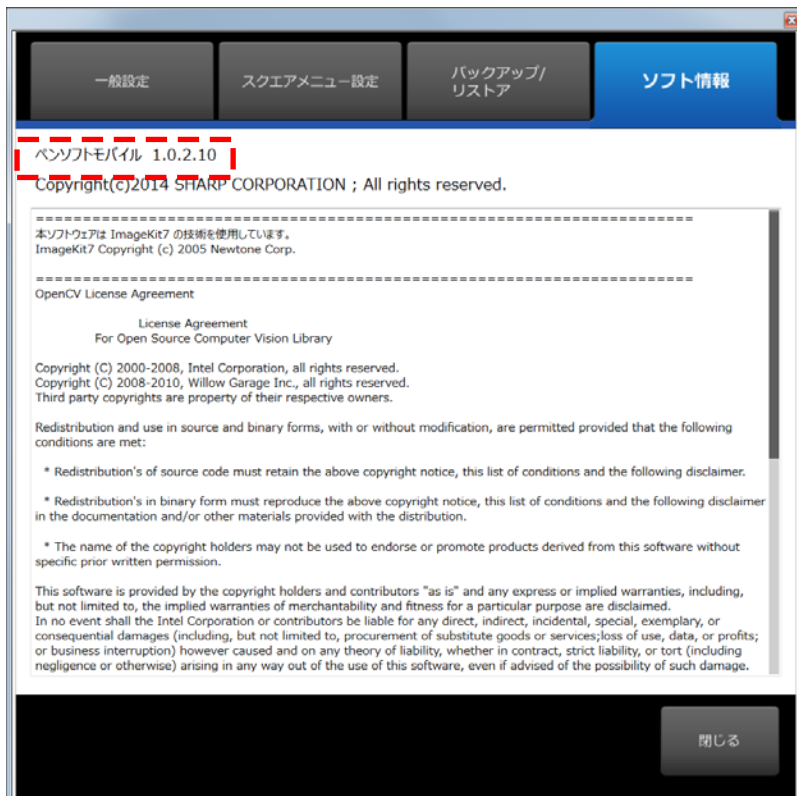 一般設定
スクエアメニュー設定
バックアップ/
リストア
ソフト情報
ペンソフトモバイル 1.0.2.10
Copyright(c)2014 SHARP CORPORATION ; All rights reserved.
========================================================================
本ソフトウェアは ImageKit7 の技術を使用しています。
ImageKit7 Copyright (c) 2005 Newtone Corp.
========================================================================
OpenCV License Agreement
License Agreement
For Open Source Computer Vision Library
Copyright (C) 2000-2008, Intel Corporation, all rights reserved.
Copyright (C) 2008-2010, Willow Garage Inc., all rights reserved.
Third party copyrights are property of their respective owners.
Redistribution and use in source and binary forms, with or without modification, are permitted provided that the following
conditions are met:
* Redistribution's of source code must retain the above copyright notice, this list of conditions and the following disclaimer.
* Redistribution's in binary form must reproduce the above copyright notice, this list of conditions and the following disclaimer
in the documentation and/or other materials provided with the distribution.
* The name of the copyright holders may not be used to endorse or promote products derived from this software without
specific prior written permission.
This software is provided by the copyright holders and contributors "as is" and any express or implied warranties, including,
but not limited to, the implied warranties of merchantability and fitness for a particular purpose are disclaimed.
In no event shall the Intel Corporation or contributors be liable for any direct, indirect, incidental, special, exemplary, or
consequential damages (including, but not limited to, procurement of substitute goods or services;loss of use, data, or profits;
or business interruption) however caused and on any theory of liability, whether in contract, strict liability, or tort (including
negligence or otherwise) arising in any way out of the use of this software, even if advised of the possibility of such damage.
閉じる